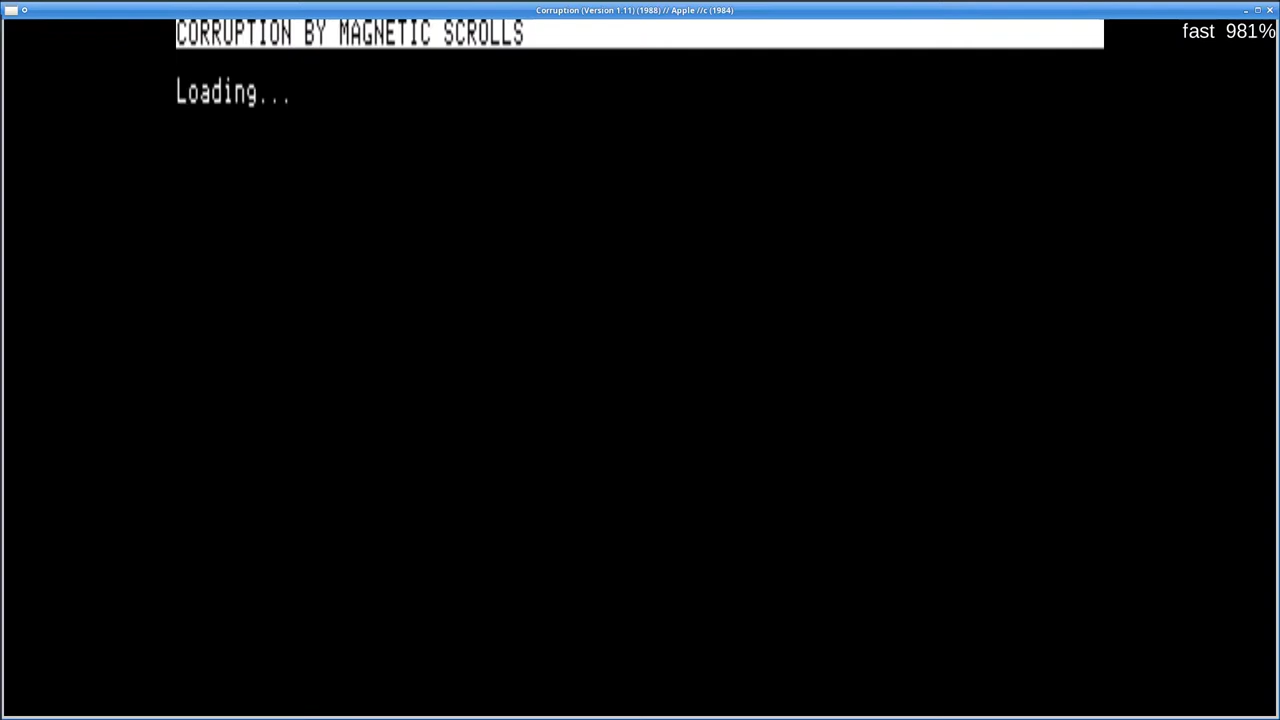 Corruption (Version 1.11) (1988) // Apple //c (1984)
fast 981%
CORRUPTION BY MAGNETIC SCROLLS
Loading...